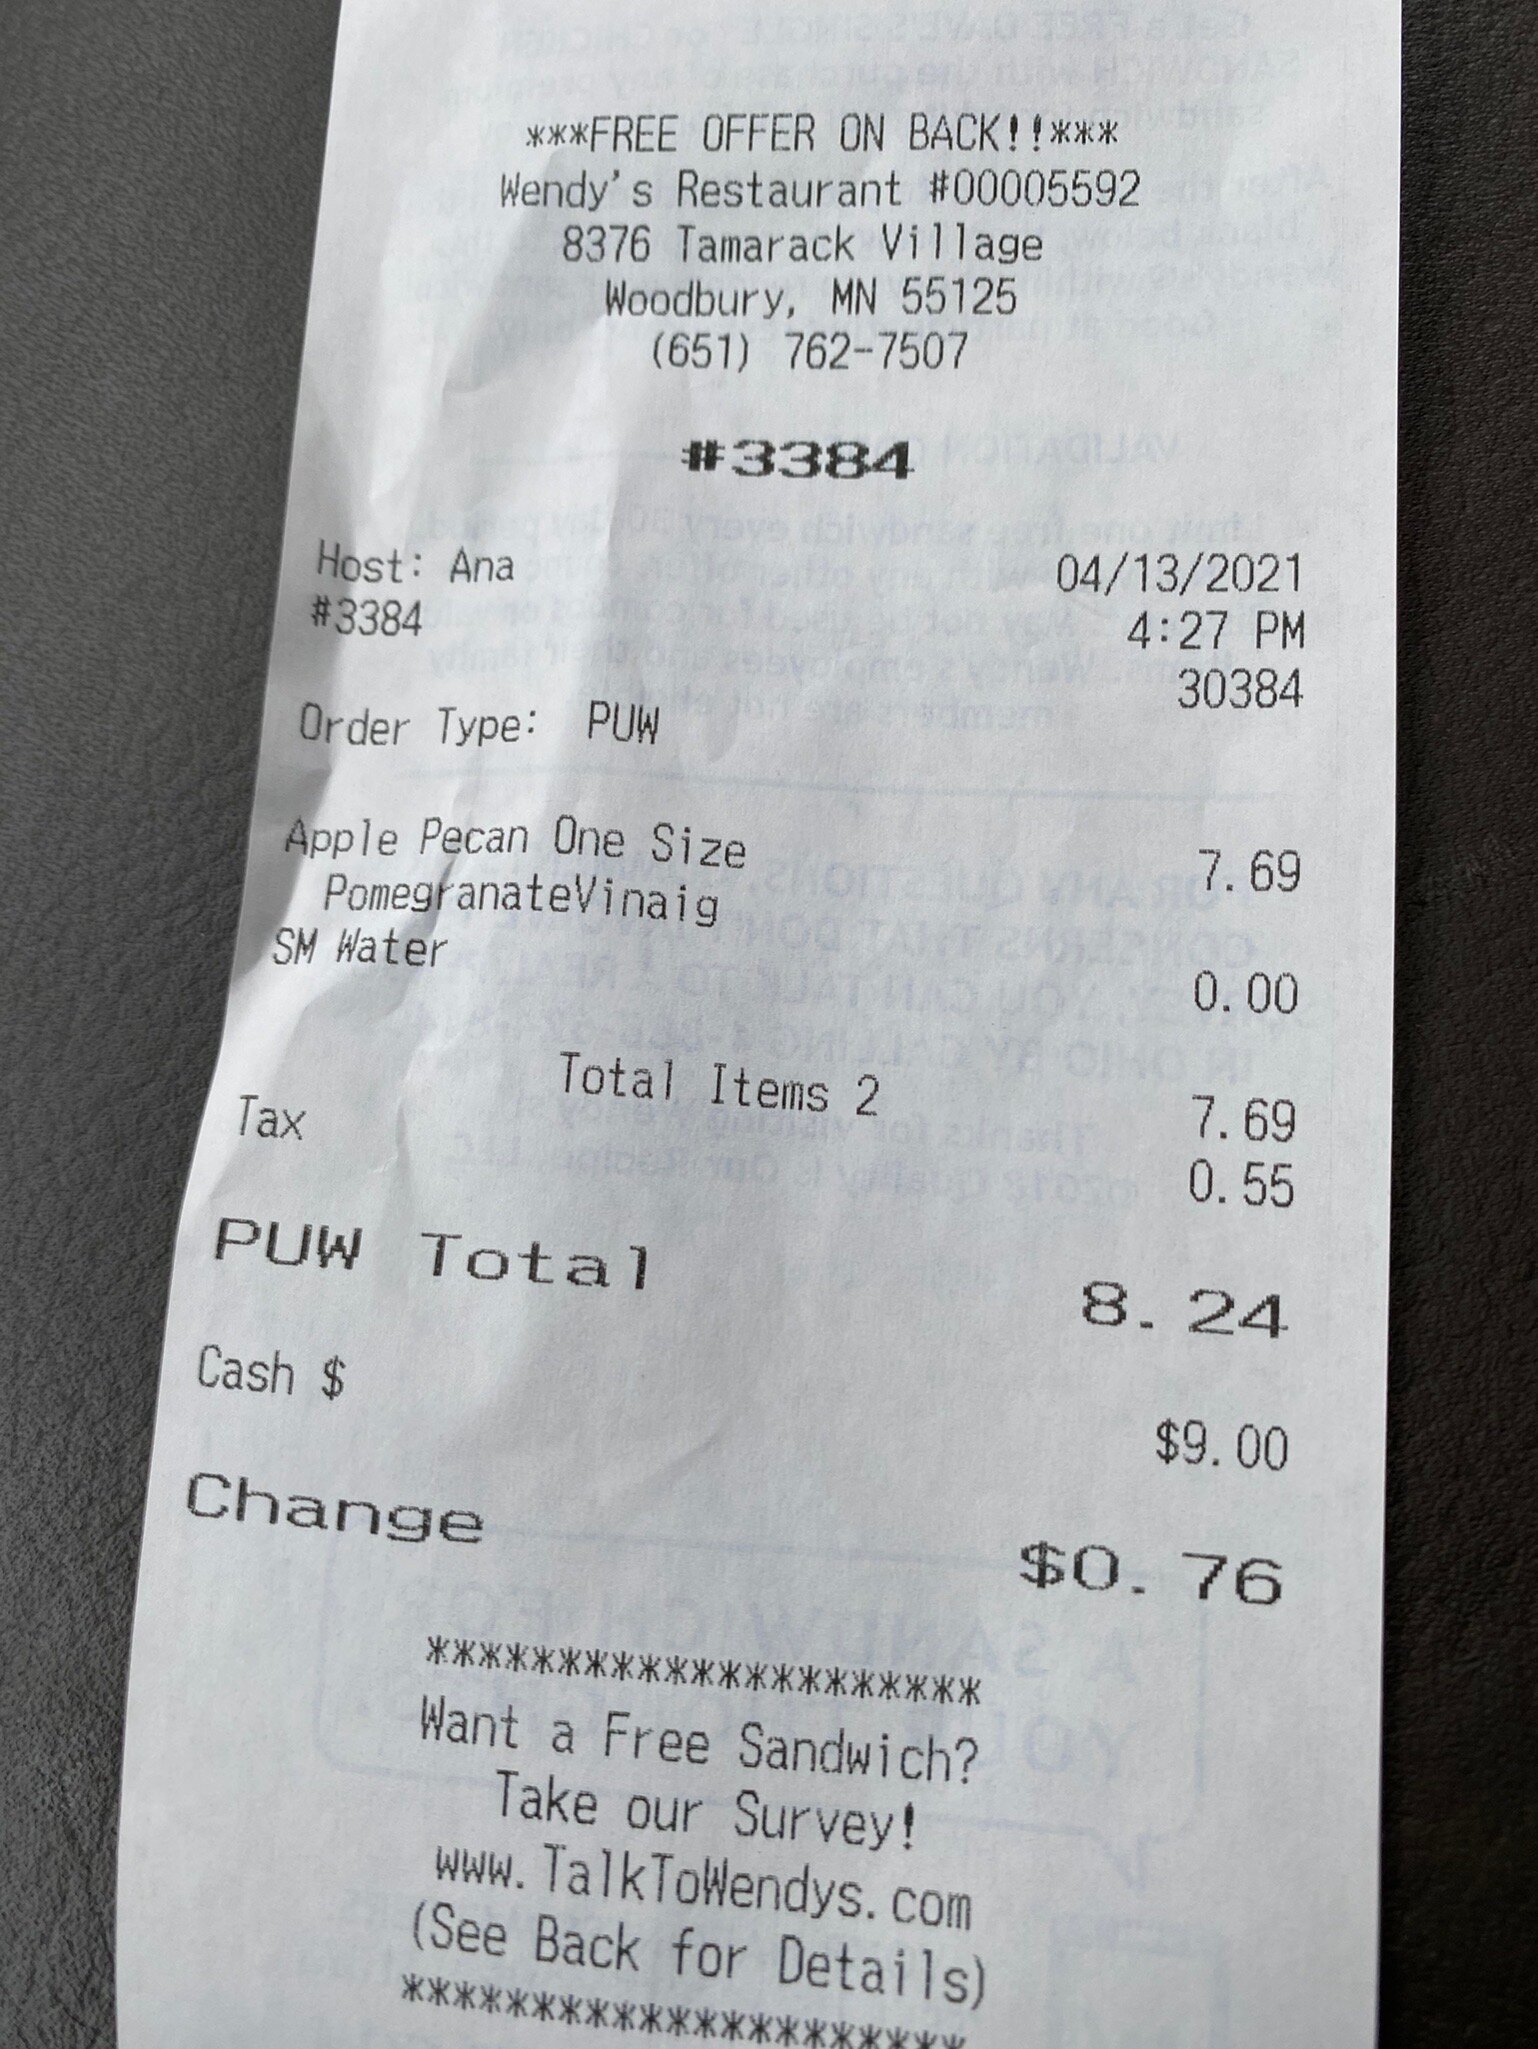 ***FREE OFFER ON BACK!!***
Wendy's Restaurant #00005592
8376 Tamarack Village
Woodbury, MN 55125
(651) 762-7507
#3384
Host: Ana 04/13/2021
#3384 4:27 PM
30384
Order Type: PUW
Apple Pecan One Size 7.69
PomegranateVinaig
SM Water 0.00
Total Items 2 7.69
Tax 0.55
PUW Total 8.24
Cash $ $9.00
Change $0.76
*********************
Want a Free Sandwich?
Take our Survey!
www.TalkToWendys.com
(See Back for Details)
*********************